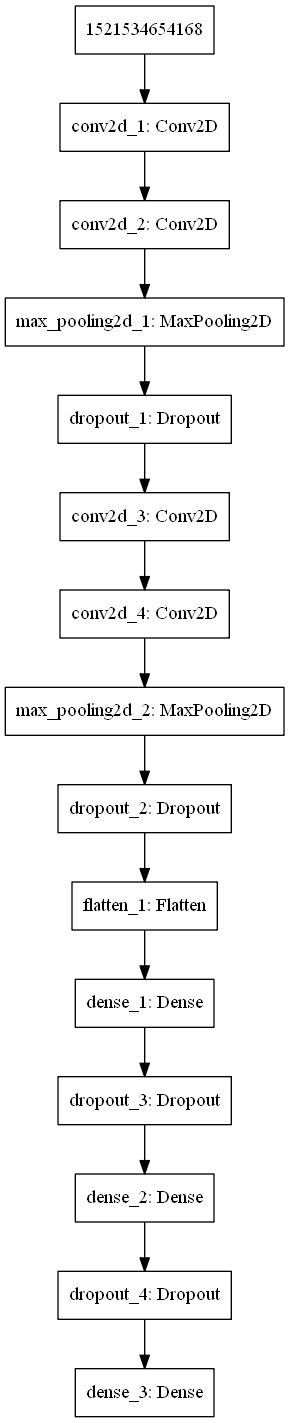 1521534654168
conv2d_1: Conv2D
conv2d_2: Conv2D
max_pooling2d_1: MaxPooling2D
dropout_1: Dropout
conv2d_3: Conv2D
conv2d_4: Conv2D
max_pooling2d_2: MaxPooling2D
dropout_2: Dropout
flatten_1: Flatten
dense_1: Dense
dropout_3: Dropout
dense_2: Dense
dropout_4: Dropout
dense_3: Dense